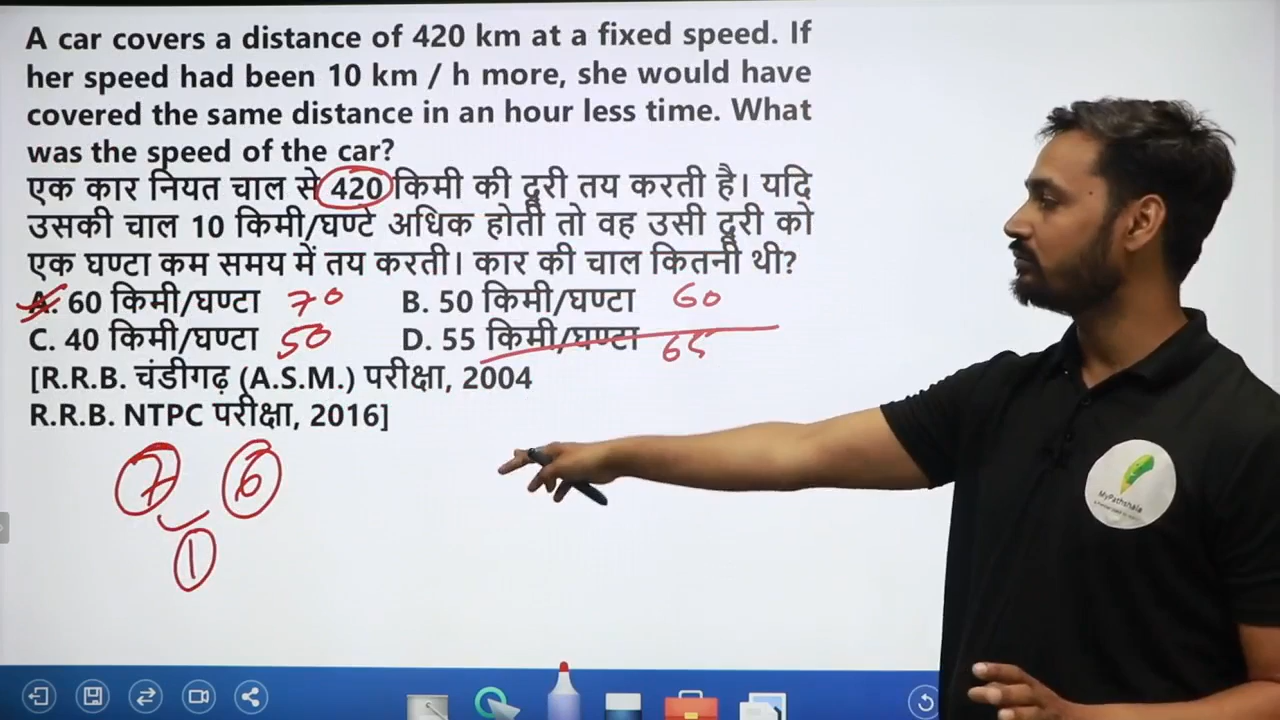 A car covers a distance of 420 km at a fixed speed. If
her speed had been 10 km / h more, she would have
covered the same distance in an hour less time. What
was the speed of the car?
एक कार नियत चाल से 420 किमी की दूरी तय करती है। यदि
उसकी चाल 10 किमी/घण्टे अधिक होती तो वह उसी दूरी को
एक घण्टा कम समय में तय करती। कार की चाल कितनी थी?
A. 60 किमी/घण्टा 70 B. 50 किमी/घण्टा 60
C. 40 किमी/घण्टा 50 D. 55 किमी/घण्टा 65
[R.R.B. चंडीगढ़ (A.S.M.) परीक्षा, 2004
R.R.B. NTPC परीक्षा, 2016]
7 6
1
MyPathshala